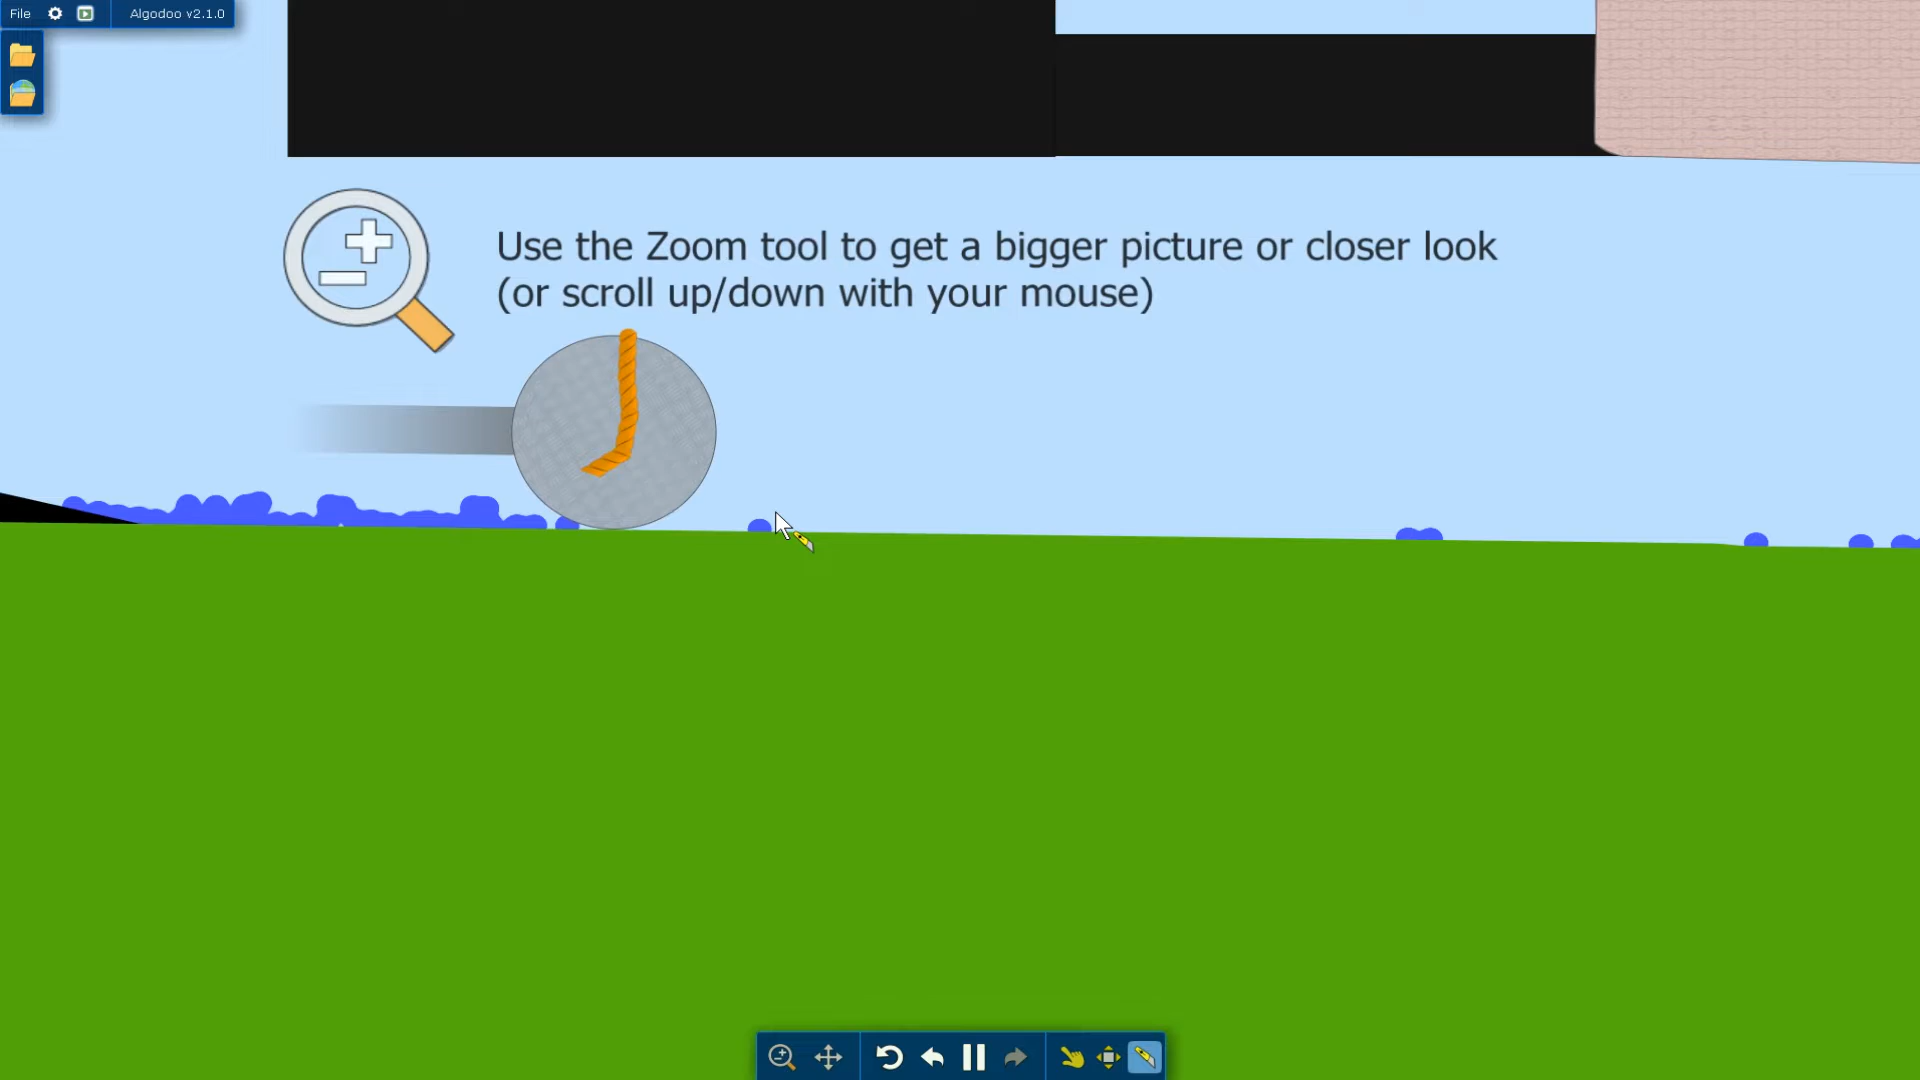 File
Algodoo v2.1.0
Use the Zoom tool to get a bigger picture or closer look
(or scroll up/down with your mouse)